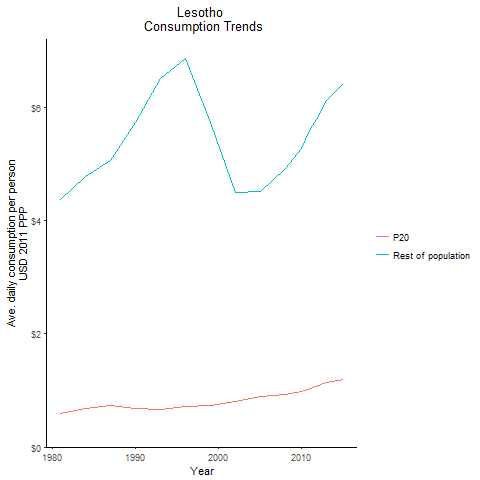 Lesotho
Consumption Trends
Ave. daily consumption per person
USD 2011 PPP
$6
$4
$2
$0
1980
1990
2000
2010
Year
P20
Rest of population